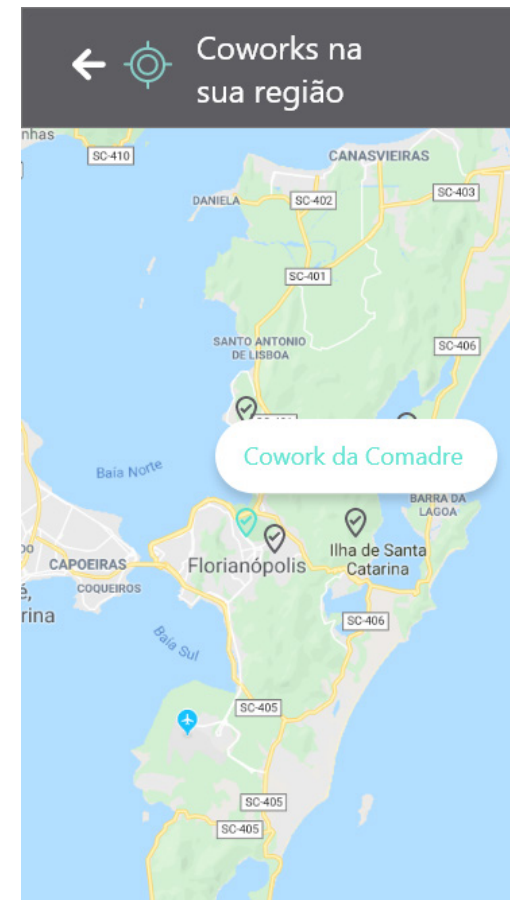 Coworks na
sua região
nhas
SC-410
CANASVIEIRAS
DANIELA
SC-402
SC-403
SC-401
SANTO ANTONIO
DE LISBOA
SC-406
Cowork da Comadre
Baía Norte
BARRA DA
LAGOA
CAPOEIRAS
Florianópolis
Ilha de Santa
Catarina
COQUEIROS
rina
SC-406
Baía Sul
SC-405
SC-405
SC-405